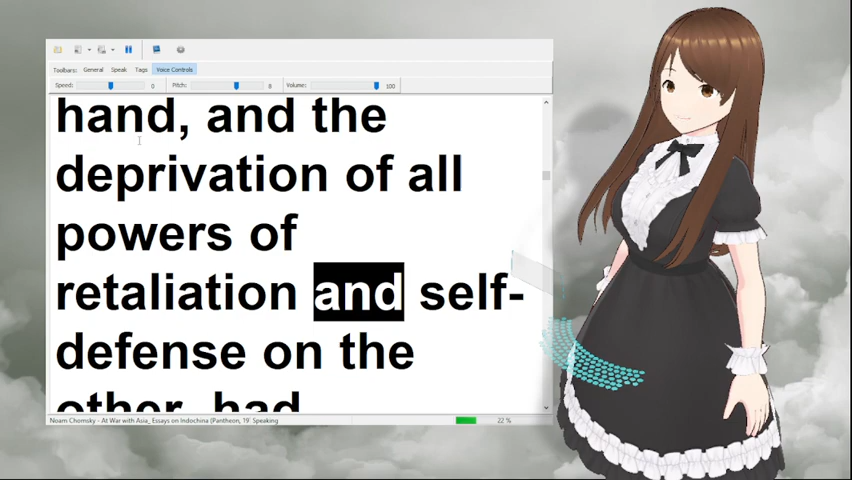 Toolbars: General Speak Tags Voice Controls
Speed: 0 Pitch: 8 Volume: 100
hand, and the
deprivation of all
powers of
retaliation and self-
defense on the
other, had
Noam Chomsky - At War with Asia_ Essays on Indochina (Pantheon, 19' Speaking 22 %